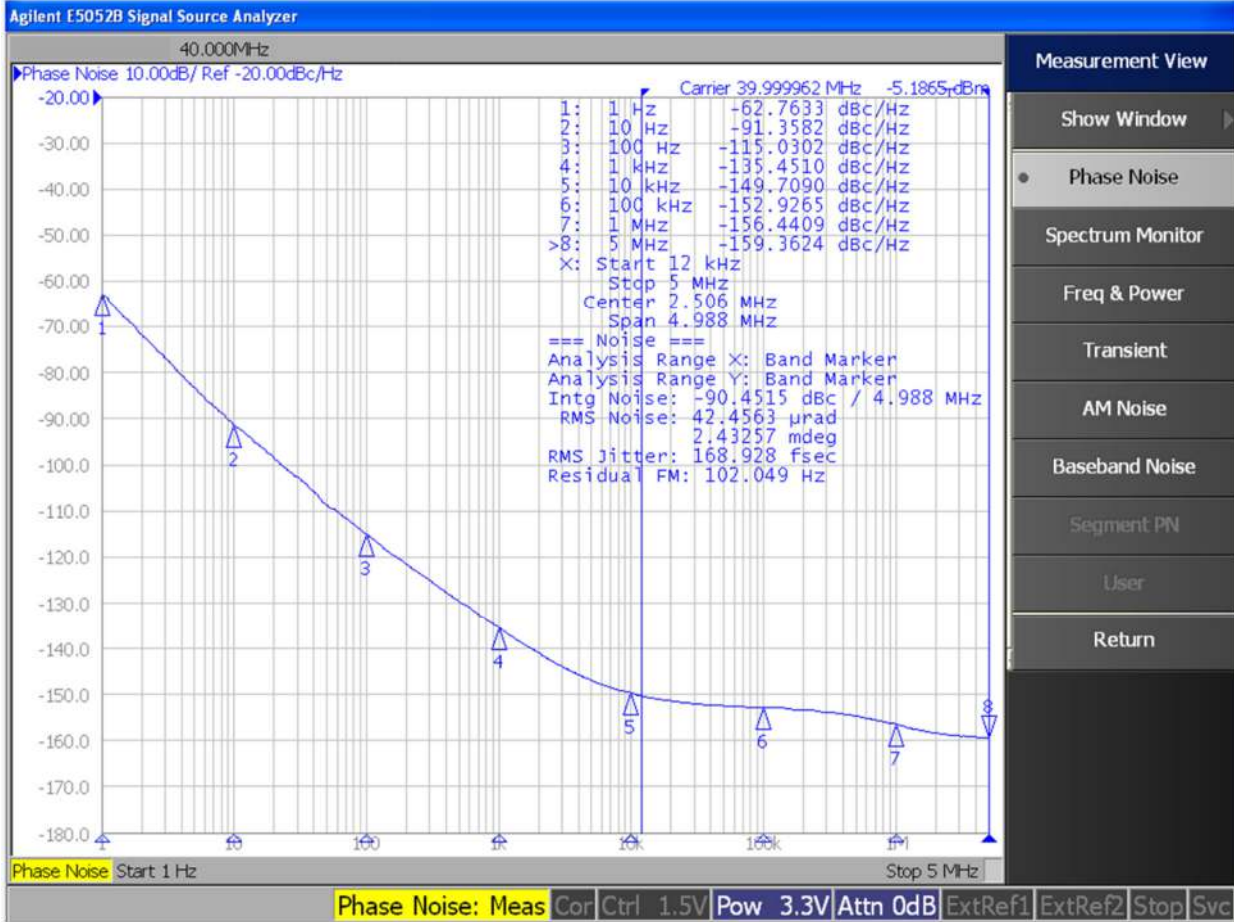 Agilent E5052B Signal Source Analyzer
40.000MHz
Phase Noise 10.00dB/ Ref -20.00dBc/Hz
Carrier 39.999962 MHz -5.1865 dBm
1: 1 Hz -62.7633 dBc/Hz
2: 10 Hz -91.3582 dBc/Hz
3: 100 Hz -115.0302 dBc/Hz
4: 1 kHz -135.4510 dBc/Hz
5: 10 kHz -149.7090 dBc/Hz
6: 100 kHz -152.9265 dBc/Hz
7: 1 MHz -156.4409 dBc/Hz
>8: 5 MHz -159.3624 dBc/Hz
X: Start 12 kHz
Stop 5 MHz
Center 2.506 MHz
Span 4.988 MHz
=== Noise ===
Analysis Range X: Band Marker
Analysis Range Y: Band Marker
Intg Noise: -90.4515 dBc / 4.988 MHz
RMS Noise: 42.4563 µrad
2.43257 mdeg
RMS Jitter: 168.928 fsec
Residual FM: 102.049 Hz
-20.00
-30.00
-40.00
-50.00
-60.00
-70.00
-80.00
-90.00
-100.0
-110.0
-120.0
-130.0
-140.0
-150.0
-160.0
-170.0
-180.0
1
2
3
4
5
6
7
8
1 10 100 1k 10k 100k 1M
Phase Noise Start 1 Hz Stop 5 MHz
Phase Noise: Meas Cor Ctrl 1.5V Pow 3.3V Attn 0dB ExtRef1 ExtRef2 Stop Svc
Measurement View
Show Window
Phase Noise
Spectrum Monitor
Freq & Power
Transient
AM Noise
Baseband Noise
Segment PN
User
Return